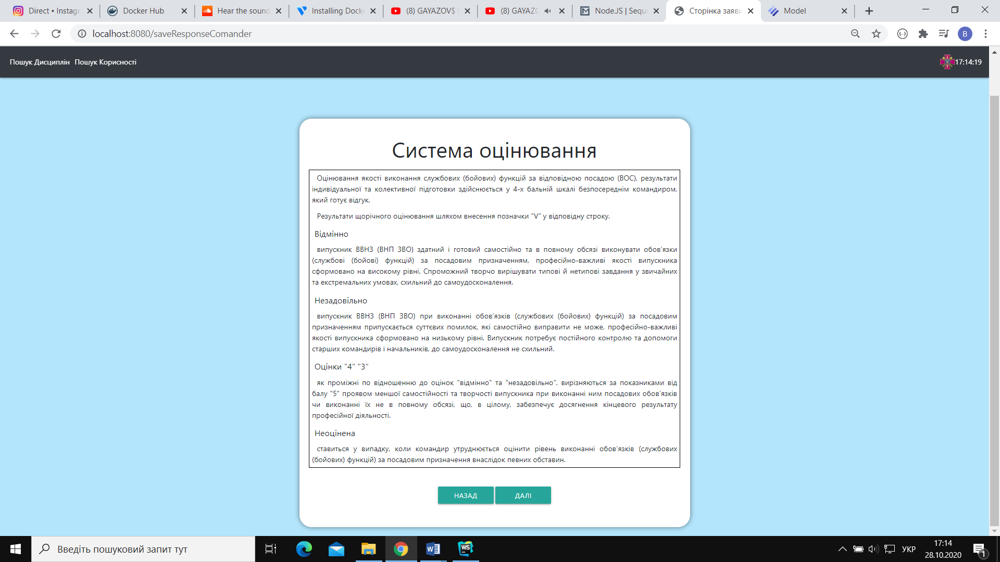 Direct • Instagr
Docker Hub
Hear the sound
Installing Docke
(8) GAYAZOV$
(8) GAYAZO
Node.JS | Seque
Сторінка заяви
Model
localhost:8080/saveResponseComander
B
Пошук Дисциплін Пошук Корисності
17:14:19
Система оцінювання
Оцінювання якості виконання службових (бойових) функцій за відповідною посадою (ВОС), результати
індивідуальної та колективної підготовки здійснюється у 4-х бальній шкалі безпосереднім командиром,
який готує відгук.
Результати щорічного оцінювання шляхом внесення позначки “V” у відповідну строку.
Відмінно
випускник ВВНЗ (ВНП ЗВО) здатний і готовий самостійно та в повному обсязі виконувати обов’язки
(службові (бойові) функцій) за посадовим призначенням, професійно-важливі якості випускника
сформовано на високому рівні. Спроможний творчо вирішувати типові й нетипові завдання у звичайних
та екстремальних умовах, схильний до самоудосконалення.
Незадовільно
випускник ВВНЗ (ВНП ЗВО) при виконанні обов’язків (службових (бойових) функцій) за посадовим
призначенням припускається суттєвих помилок, які самостійно виправити не може, професійно-важливі
якості випускника сформовано на низькому рівні. Випускник потребує постійного контролю та допомоги
старших командирів і начальників, до самоудосконалення не схильний.
Оцінки "4" "3"
як проміжні по відношенню до оцінок "відмінно" та "незадовільно", вирізняються за показниками від
балу "5" проявом меншої самостійності та творчості випускника при виконанні ним посадових обов’язків
чи виконанні їх не в повному обсязі, що, в цілому, забезпечує досягнення кінцевого результату
професійної діяльності.
Неоцінена
ставиться у випадку, коли командир утруднюється оцінити рівень виконанні обов’язків (службових
(бойових) функцій) за посадовим призначення внаслідок певних обставин.
НАЗАД ДАЛІ
Введіть пошуковий запит тут
WS
УКР
17:14
28.10.2020
1